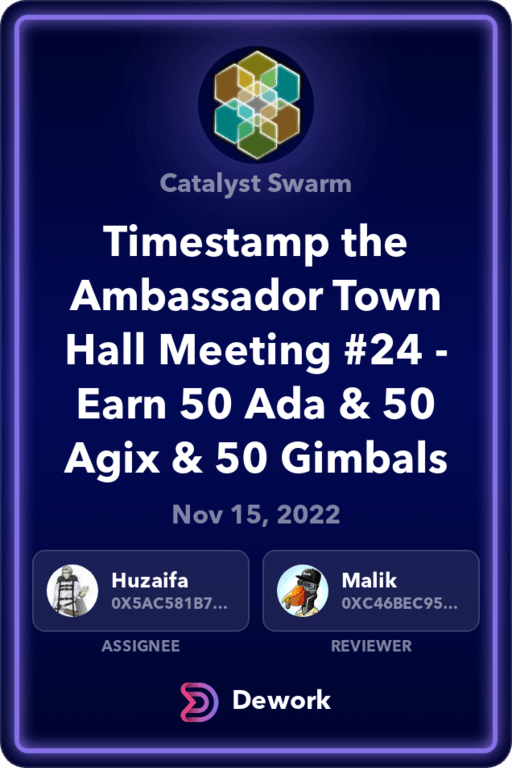 Catalyst Swarm
Timestamp the
Ambassador Town
Hall Meeting #24 -
Earn 50 Ada & 50
Agix & 50 Gimbals
Nov 15, 2022
Huzaifa
0X5AC581B7...
ASSIGNEE
Malik
0XC46BEC95...
REVIEWER
Dework